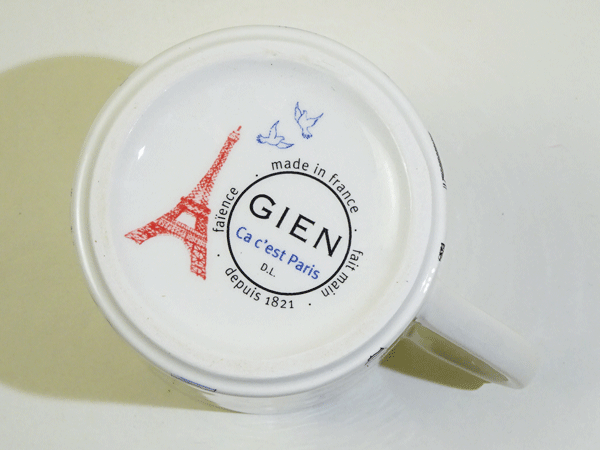 made in france
faïence
GIEN
Ca c'est Paris
D.L.
fait main
depuis 1821